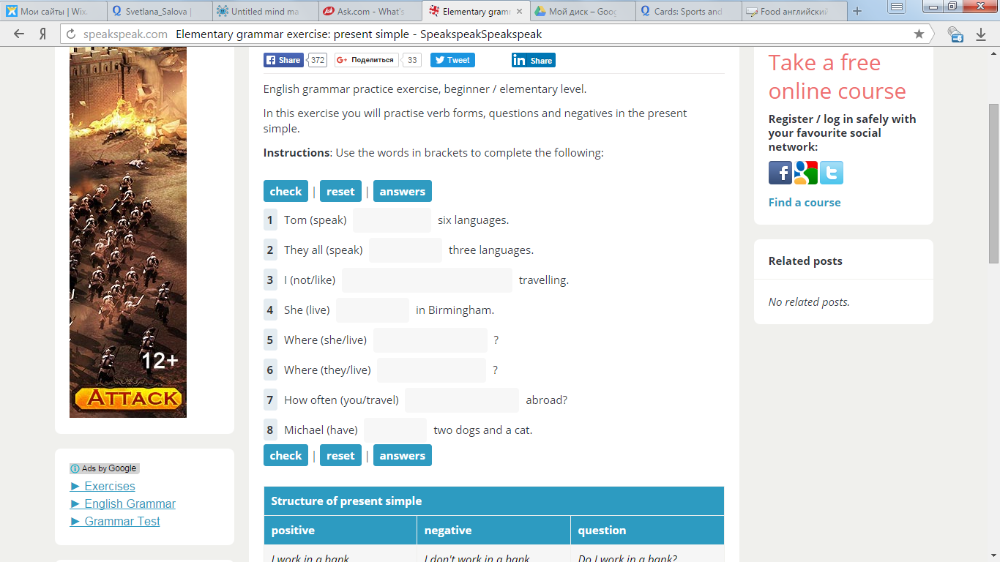 Мои сайты | Wix.
Svetlana_Salova |
Untitled mind ma
Ask.com - What's
Elementary gramm
Мой диск – Goog
Cards: Sports and
Food английский
speakspeak.com Elementary grammar exercise: present simple - SpeakspeakSpeakspeak
Share 372 Поделиться 33 Tweet Share
English grammar practice exercise, beginner / elementary level.
In this exercise you will practise verb forms, questions and negatives in the present
simple.
Instructions: Use the words in brackets to complete the following:
check | reset | answers
1 Tom (speak) six languages.
2 They all (speak) three languages.
3 I (not/like) travelling.
4 She (live) in Birmingham.
5 Where (she/live) ?
6 Where (they/live) ?
7 How often (you/travel) abroad?
8 Michael (have) two dogs and a cat.
check | reset | answers
Structure of present simple
positive negative question
I work in a bank I don't work in a bank Do I work in a bank?
12+
ATTACK
Ads by Google
► Exercises
► English Grammar
► Grammar Test
Take a free
online course
Register / log in safely with
your favourite social
network:
Find a course
Related posts
No related posts.